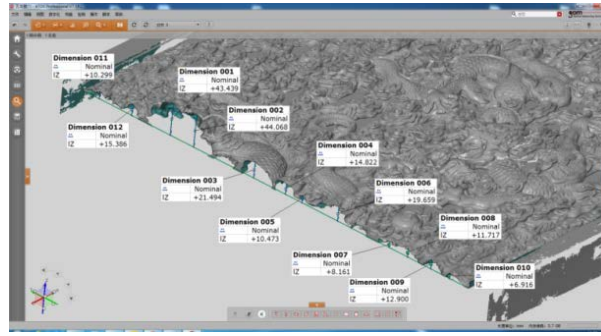 Dimension 011
Nominal
IZ +10.299
Dimension 001
Nominal
IZ +43.439
Dimension 002
Nominal
IZ +44.068
Dimension 012
Nominal
IZ +15.386
Dimension 004
Nominal
IZ +14.822
Dimension 003
Nominal
IZ +21.494
Dimension 006
Nominal
IZ +19.659
Dimension 005
Nominal
IZ +10.473
Dimension 008
Nominal
IZ +11.717
Dimension 007
Nominal
IZ +8.161
Dimension 010
Nominal
IZ +6.916
Dimension 009
Nominal
IZ +12.900